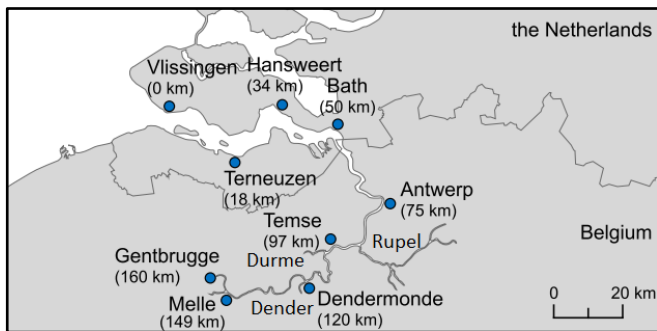 the Netherlands
Vlissingen
(0 km)
Hansweert
(34 km)
Bath
(50 km)
Terneuzen
(18 km)
Antwerp
(75 km)
Temse
(97 km)
Rupel
Belgium
Durme
Gentbrugge
(160 km)
Melle
(149 km)
Dender
Dendermonde
(120 km)
0 20 km